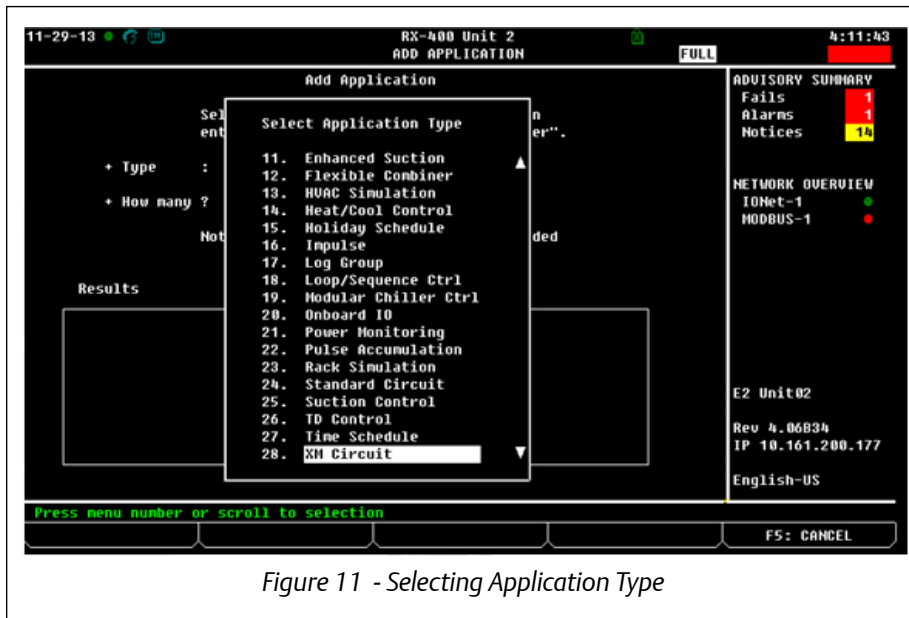 11-29-13 RX-400 Unit 2 4:11:43
ADD APPLICATION FULL
Add Application
ADVISORY SUMMARY
Fails 1
Alarms 1
Notices 14
NETWORK OVERVIEW
IONet-1
MODBUS-1
E2 Unit02
Rev 4.06B34
IP 10.161.200.177
English-US
Sel n
ent er".
+ Type :
+ How many ?
Not ded
Results
Select Application Type
11. Enhanced Suction
12. Flexible Combiner
13. HVAC Simulation
14. Heat/Cool Control
15. Holiday Schedule
16. Impulse
17. Log Group
18. Loop/Sequence Ctrl
19. Modular Chiller Ctrl
20. Onboard IO
21. Power Monitoring
22. Pulse Accumulation
23. Rack Simulation
24. Standard Circuit
25. Suction Control
26. TD Control
27. Time Schedule
28. XM Circuit
Press menu number or scroll to selection
F5: CANCEL
Figure 11 - Selecting Application Type